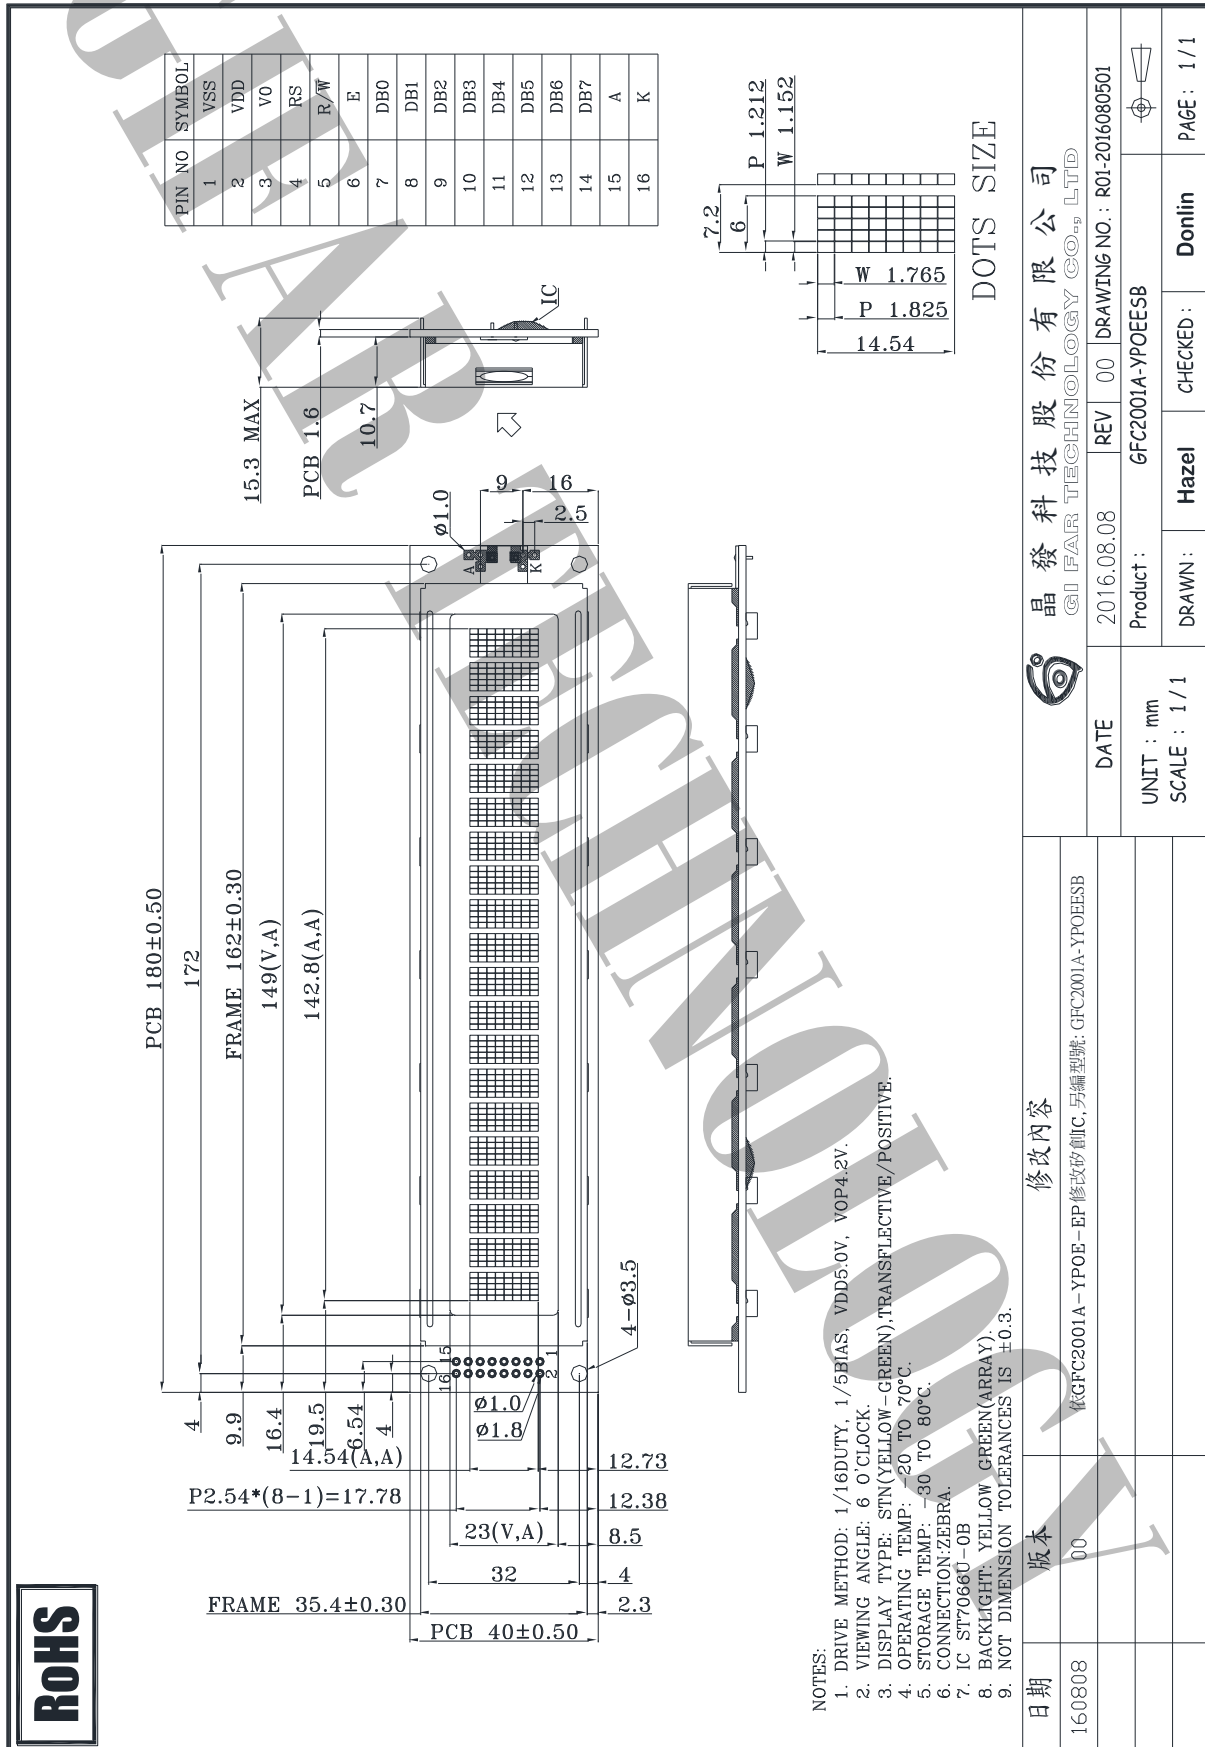 RoHS
PCB 180±0.50
172
FRAME 162±0.30
149(V,A)
142.8(A,A)
4
9.9
16.4
19.5
6.54
4
14.54(A,A)
P2.54*(8-1)=17.78
23(V,A)
32
FRAME 35.4±0.30
PCB 40±0.50
12.73
12.38
8.5
4
2.3
ø1.0
ø1.8
4-ø3.5
16
15
2
1
A
K
ø1.0
9
16
2.5
15.3 MAX
PCB 1.6
10.7
IC
PIN NO SYMBOL
1 VSS
2 VDD
3 V0
4 RS
5 R/W
6 E
7 DB0
8 DB1
9 DB2
10 DB3
11 DB4
12 DB5
13 DB6
14 DB7
15 A
16 K
7.2
6
P 1.212
W 1.152
W 1.765
P 1.825
14.54
DOTS SIZE
NOTES:
1. DRIVE METHOD: 1/16DUTY, 1/5BIAS, VDD5.0V, VOP4.2V.
2. VIEWING ANGLE: 6 O'CLOCK.
3. DISPLAY TYPE: STN(YELLOW-GREEN),TRANSFLECTIVE/POSITIVE.
4. OPERATING TEMP: -20 TO 70°C.
5. STORAGE TEMP: -30 TO 80°C.
6. CONNECTION:ZEBRA.
7. IC ST7066U-0B
8. BACKLIGHT: YELLOW GREEN(ARRAY).
9. NOT DIMENSION TOLERANCES IS ±0.3.
日期 版本 修改內容
160808 00 依GFC2001A-YPOE-EP修改矽創IC,另編型號:GFC2001A-YPOEESB
晶發科技股份有限公司
GI FAR TECHNOLOGY CO., LTD
DATE 2016.08.08 REV 00 DRAWING NO.: R01-2016080501
UNIT : mm
SCALE : 1/1
Product : GFC2001A-YPOEESB
DRAWN : Hazel CHECKED : Donlin PAGE : 1/1
GI FAR TECHNOLOGY